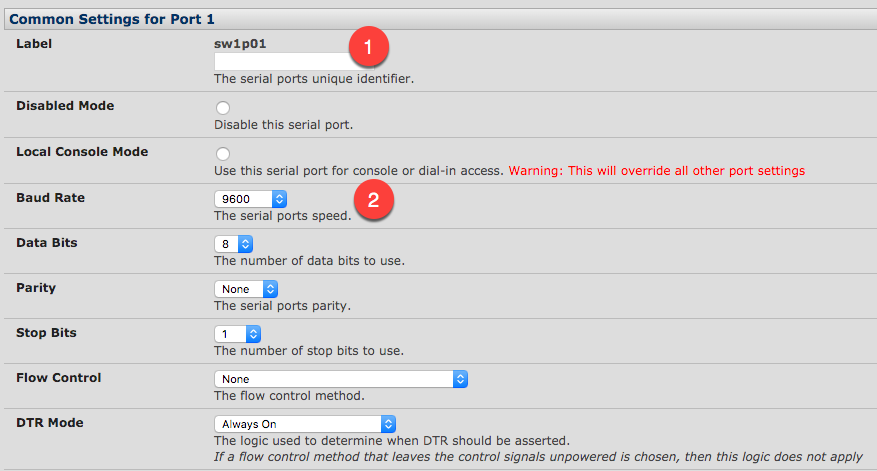 Common Settings for Port 1
Label
sw1p01
1
The serial ports unique identifier.
Disabled Mode
Disable this serial port.
Local Console Mode
Use this serial port for console or dial-in access. Warning: This will override all other port settings
Baud Rate
9600
2
The serial ports speed.
Data Bits
8
The number of data bits to use.
Parity
None
The serial ports parity.
Stop Bits
1
The number of stop bits to use.
Flow Control
None
The flow control method.
DTR Mode
Always On
The logic used to determine when DTR should be asserted.
If a flow control method that leaves the control signals unpowered is chosen, then this logic does not apply